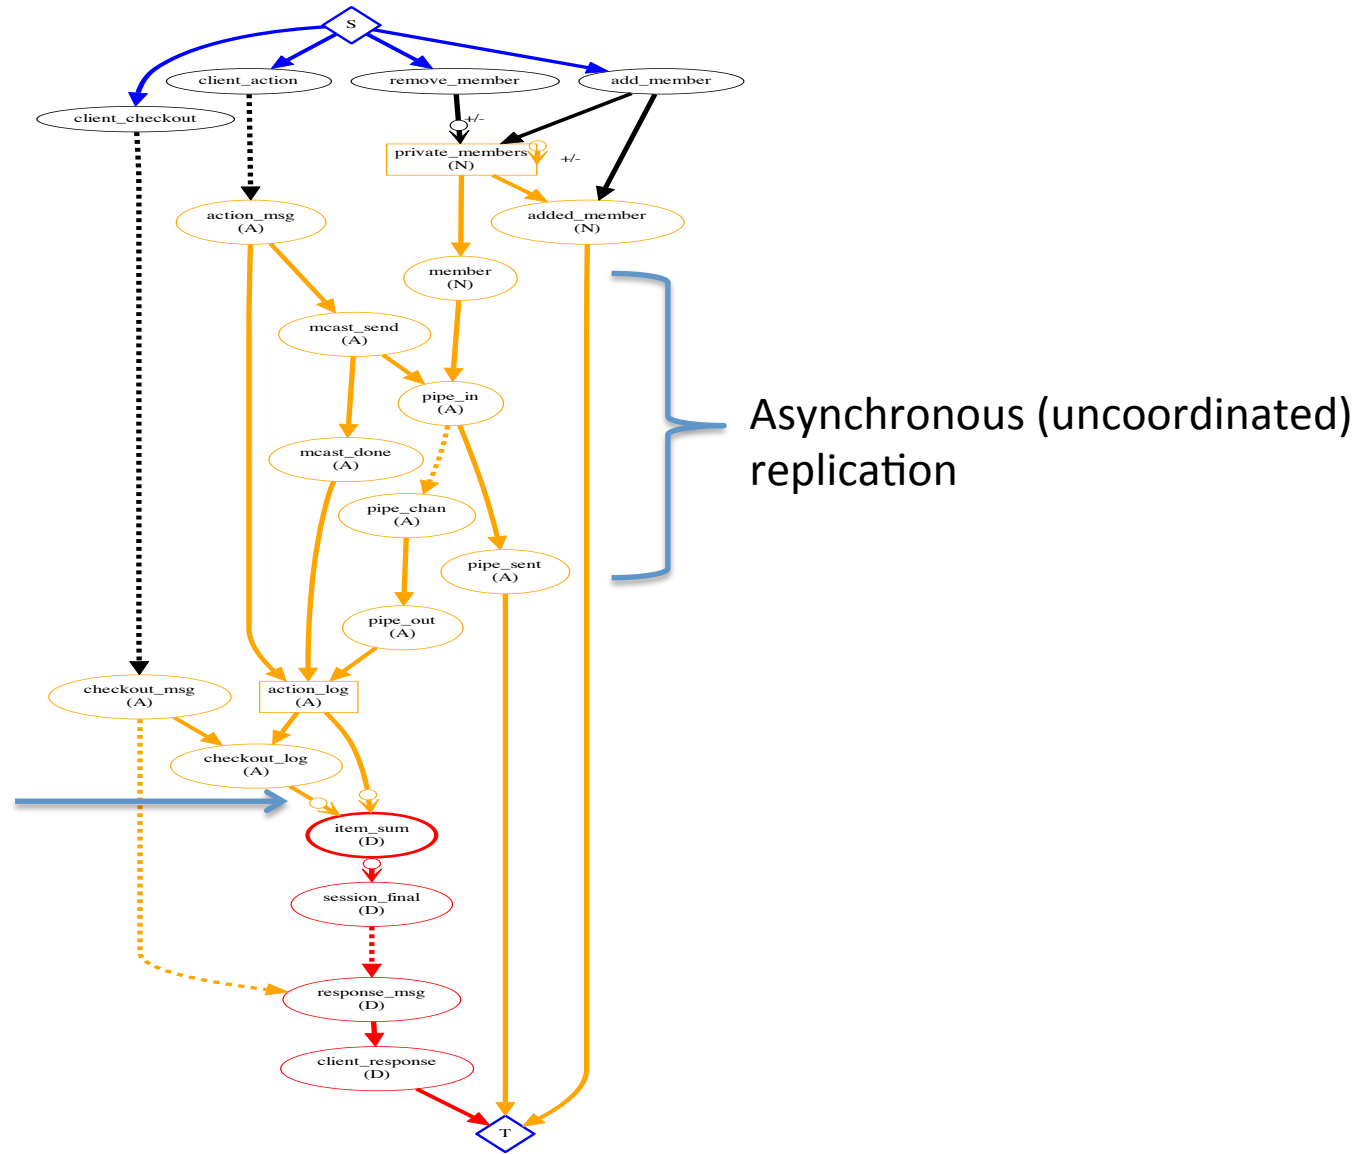 S
client_action
remove_member
add_member
client_checkout
+/-
private_members
(N)
+/-
action_msg
(A)
added_member
(N)
member
(N)
mcast_send
(A)
pipe_in
(A)
Asynchronous (uncoordinated)
replication
mcast_done
(A)
pipe_chan
(A)
pipe_sent
(A)
pipe_out
(A)
checkout_msg
(A)
action_log
(A)
checkout_log
(A)
item_sum
(D)
session_final
(D)
response_msg
(D)
client_response
(D)
T